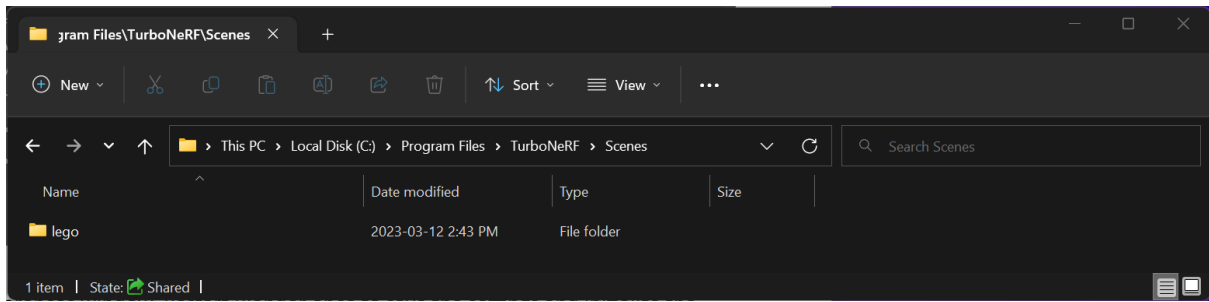 gram Files\TurboNeRF\Scenes
New Sort View
This PC > Local Disk (C:) > Program Files > TurboNeRF > Scenes Search Scenes
Name Date modified Type Size
lego 2023-03-12 2:43 PM File folder
1 item State: Shared